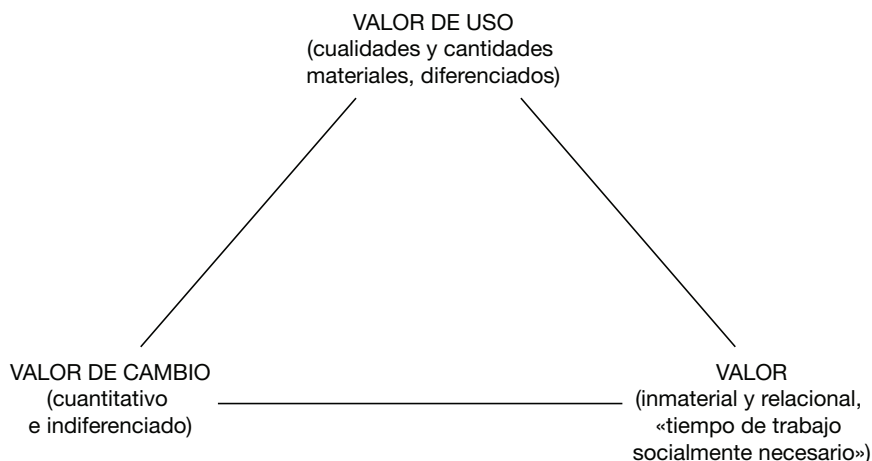 VALOR DE USO
(cualidades y cantidades
materiales, diferenciados)
VALOR DE CAMBIO
(cuantitativo
e indiferenciado)
VALOR
(inmaterial y relacional,
«tiempo de trabajo
socialmente necesario»)